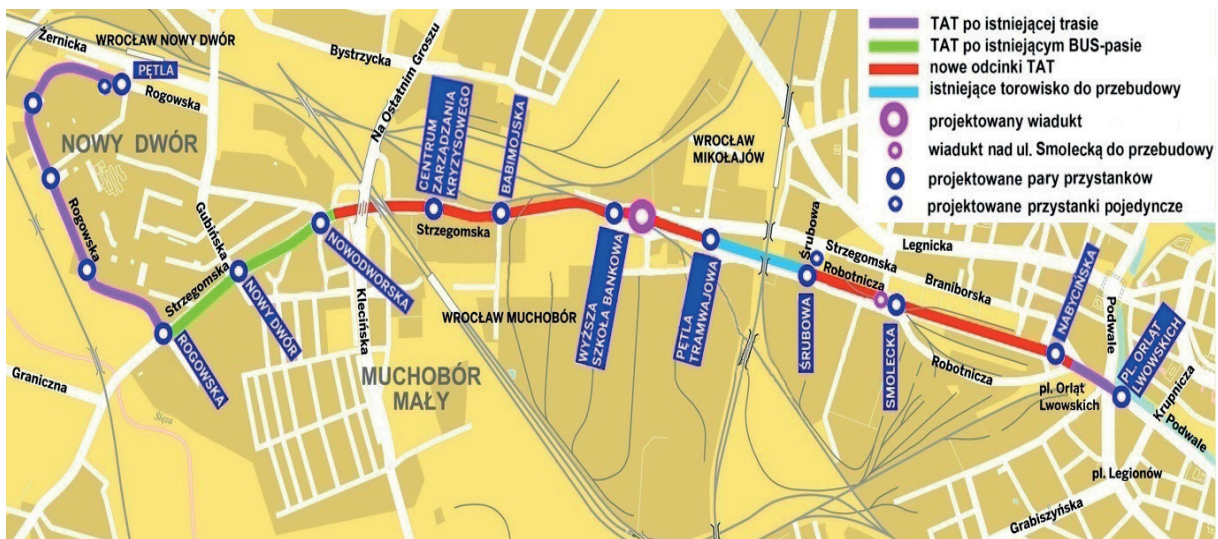 TAT po istniejącej trasie
TAT po istniejącym BUS-pasie
nowe odcinki TAT
istniejące torowisko do przebudowy
projektowany wiadukt
wiadukt nad ul. Smolecką do przebudowy
projektowane pary przystanków
projektowane przystanki pojedyncze
Żernicka
WROCŁAW NOWY DWÓR
Bystrzycka
Na Ostatnim Groszu
PĘTLA
Rogowska
NOWY DWÓR
Rogowska
Gubińska
Strzegomska
ROGOWSKA
NOWY DWÓR
NOWODWORSKA
Graniczna
Ślęza
Klecińska
MUCHOBÓR
MAŁY
CENTRUM
ZARZĄDZANIA
KRYZYSOWEGO
BABIMOJSKA
Strzegomska
WROCŁAW MUCHOBÓR
WYŻSZA
SZKOŁA BANKOWA
PĘTLA
TRAMWAJOWA
WROCŁAW
MIKOŁAJÓW
Śrubowa
Strzegomska
Robotnicza
Legnicka
Braniborska
ŚRUBOWA
SMOLECKA
Robotnicza
NABYCIŃSKA
Podwale
pl. Orląt
Lwowskich
PL. ORLĄT
LWOWSKICH
Krupnicza
Podwale
pl. Legionów
Grabiszyńska